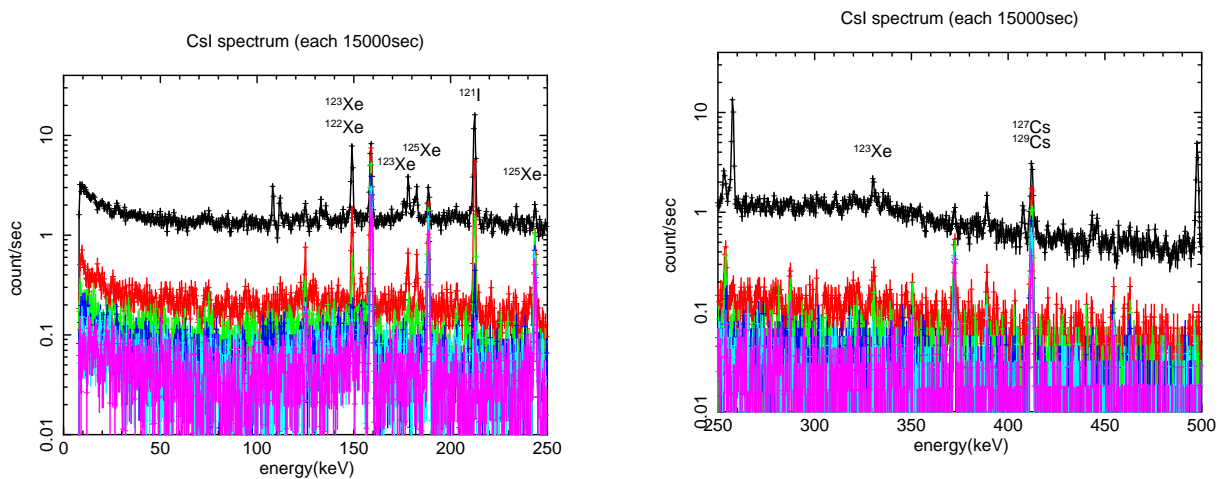 CsI spectrum (each 15000sec)
count/sec
10
1
0.1
0.01
¹²³Xe
¹²²Xe
¹²³Xe
¹²⁵Xe
¹²¹I
¹²⁵Xe
0 50 100 150 200 250
energy(keV)
CsI spectrum (each 15000sec)
count/sec
10
1
0.1
0.01
¹²³Xe
¹²⁷Cs
¹²⁹Cs
250 300 350 400 450 500
energy(keV)